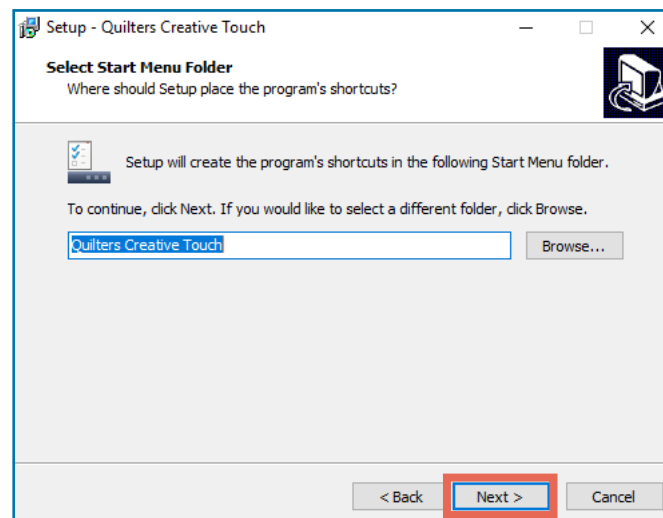 Setup - Quilters Creative Touch
Select Start Menu Folder
Where should Setup place the program's shortcuts?
Setup will create the program's shortcuts in the following Start Menu folder.
To continue, click Next. If you would like to select a different folder, click Browse.
Quilters Creative Touch
Browse...
< Back
Next >
Cancel